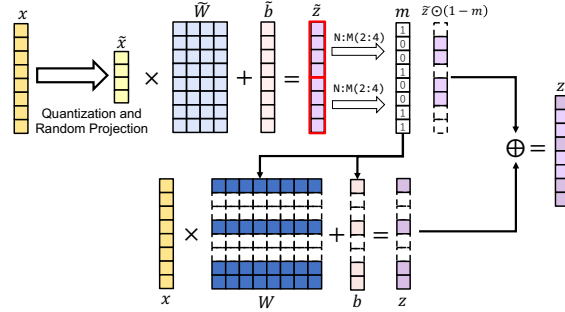 x
x̃
W̃
b̃
z̃
m
z̃⊙(1−m)
×
+
=
N:M(2:4)
N:M(2:4)
1
0
0
1
0
0
1
1
Quantization and
Random Projection
z
⊕=
×
+
=
x
W
b
z